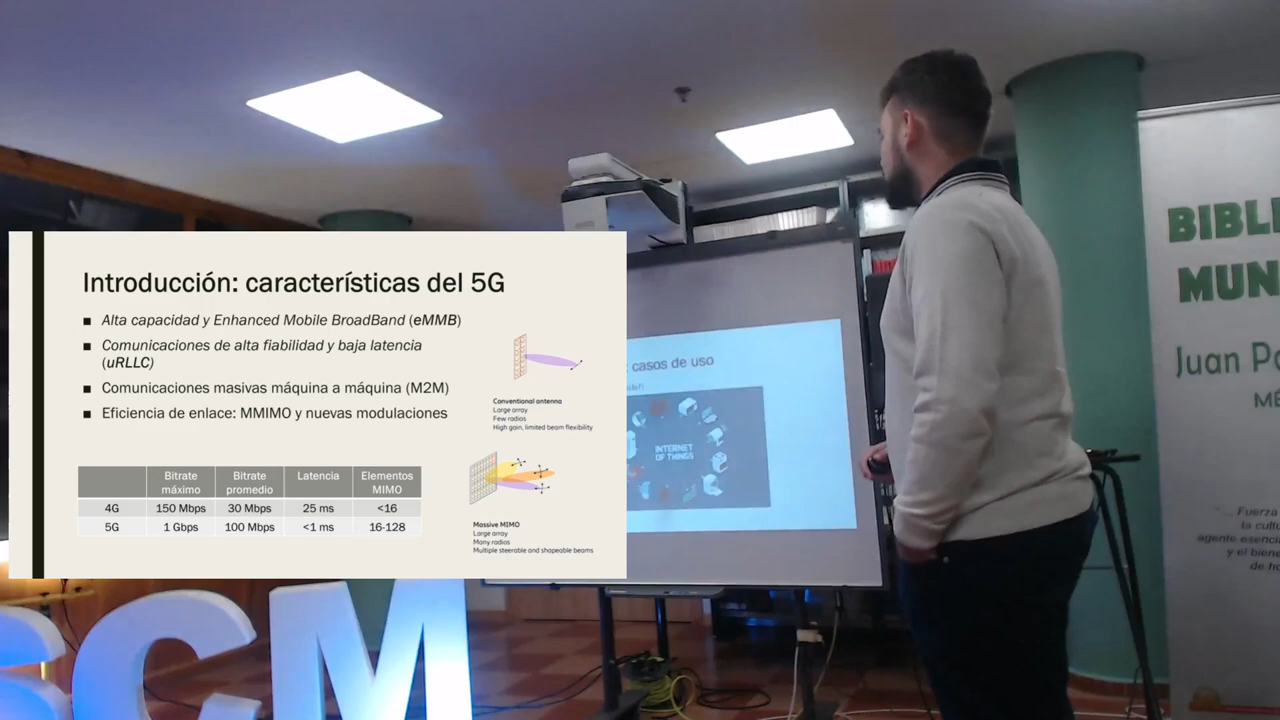 Introducción: características del 5G
■ Alta capacidad y Enhanced Mobile BroadBand (eMMB)
■ Comunicaciones de alta fiabilidad y baja latencia
(uRLLC)
■ Comunicaciones masivas máquina a máquina (M2M)
■ Eficiencia de enlace: MMIMO y nuevas modulaciones
Conventional antenna
Large array
Few radios
High gain, limited beam flexibility
Bitrate máximo Bitrate promedio Latencia Elementos MIMO
4G 150 Mbps 30 Mbps 25 ms <16
5G 1 Gbps 100 Mbps <1 ms 16-128
Massive MIMO
Large array
Many radios
Multiple steerable and shapeable beams
: casos de uso
INTERNET
OF THINGS
CM
BIBL
MUN
Juan Pa
MÉ
"... Fuerza
la cultu
agente esencia
y el biene
de ho